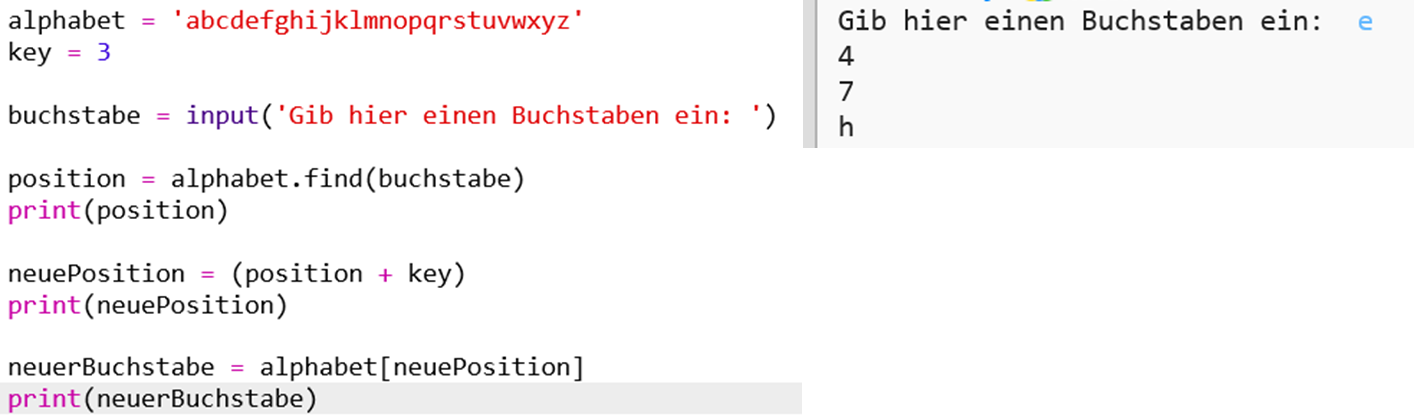 alphabet = 'abcdefghijklmnopqrstuvwxyz'
key = 3
buchstabe = input('Gib hier einen Buchstaben ein: ')
position = alphabet.find(buchstabe)
print(position)
neuePosition = (position + key)
print(neuePosition)
neuerBuchstabe = alphabet[neuePosition]
print(neuerBuchstabe)
Gib hier einen Buchstaben ein: e
4
7
h